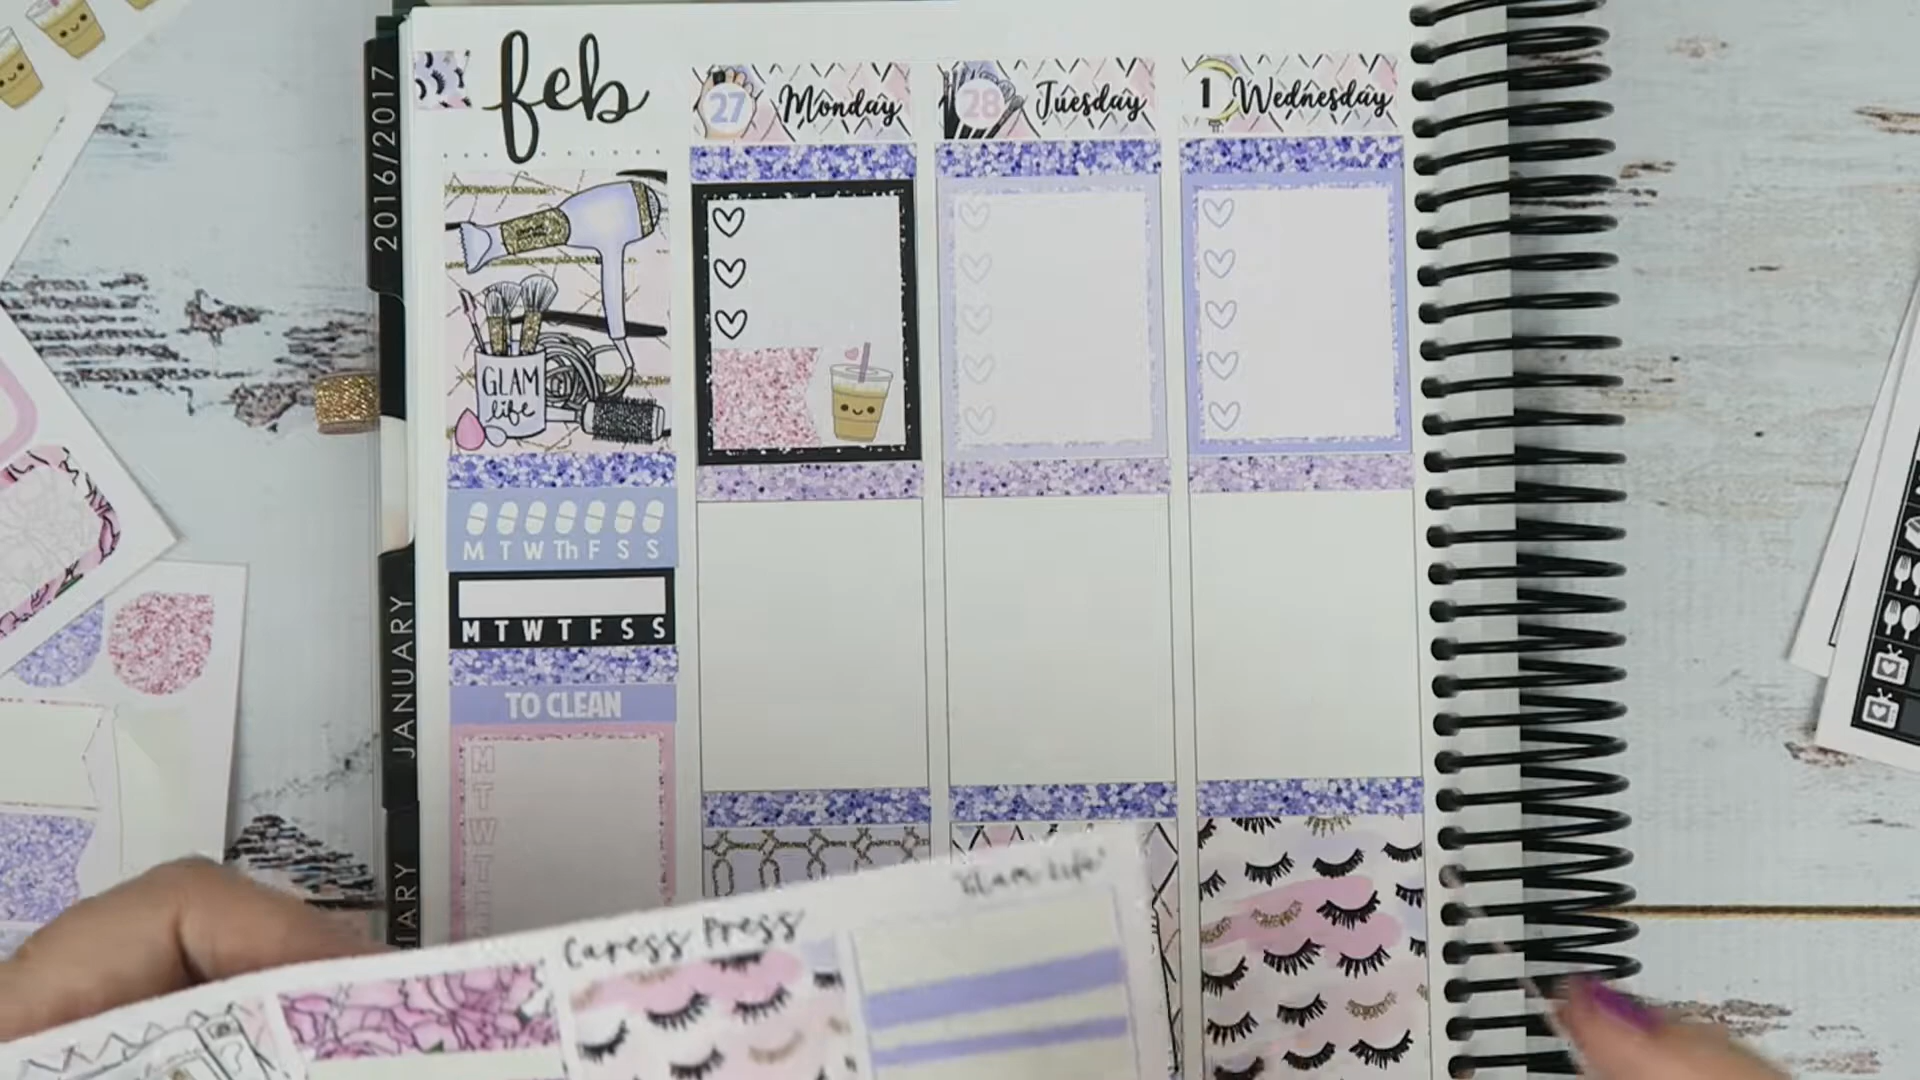 feb
27 Monday
28 Tuesday
1 Wednesday
2016/2017
GLAM
life
M T W Th F S S
M T W T F S S
JANUARY
TO CLEAN
M
T
W
T
F
Caress Press
"Glam Life"